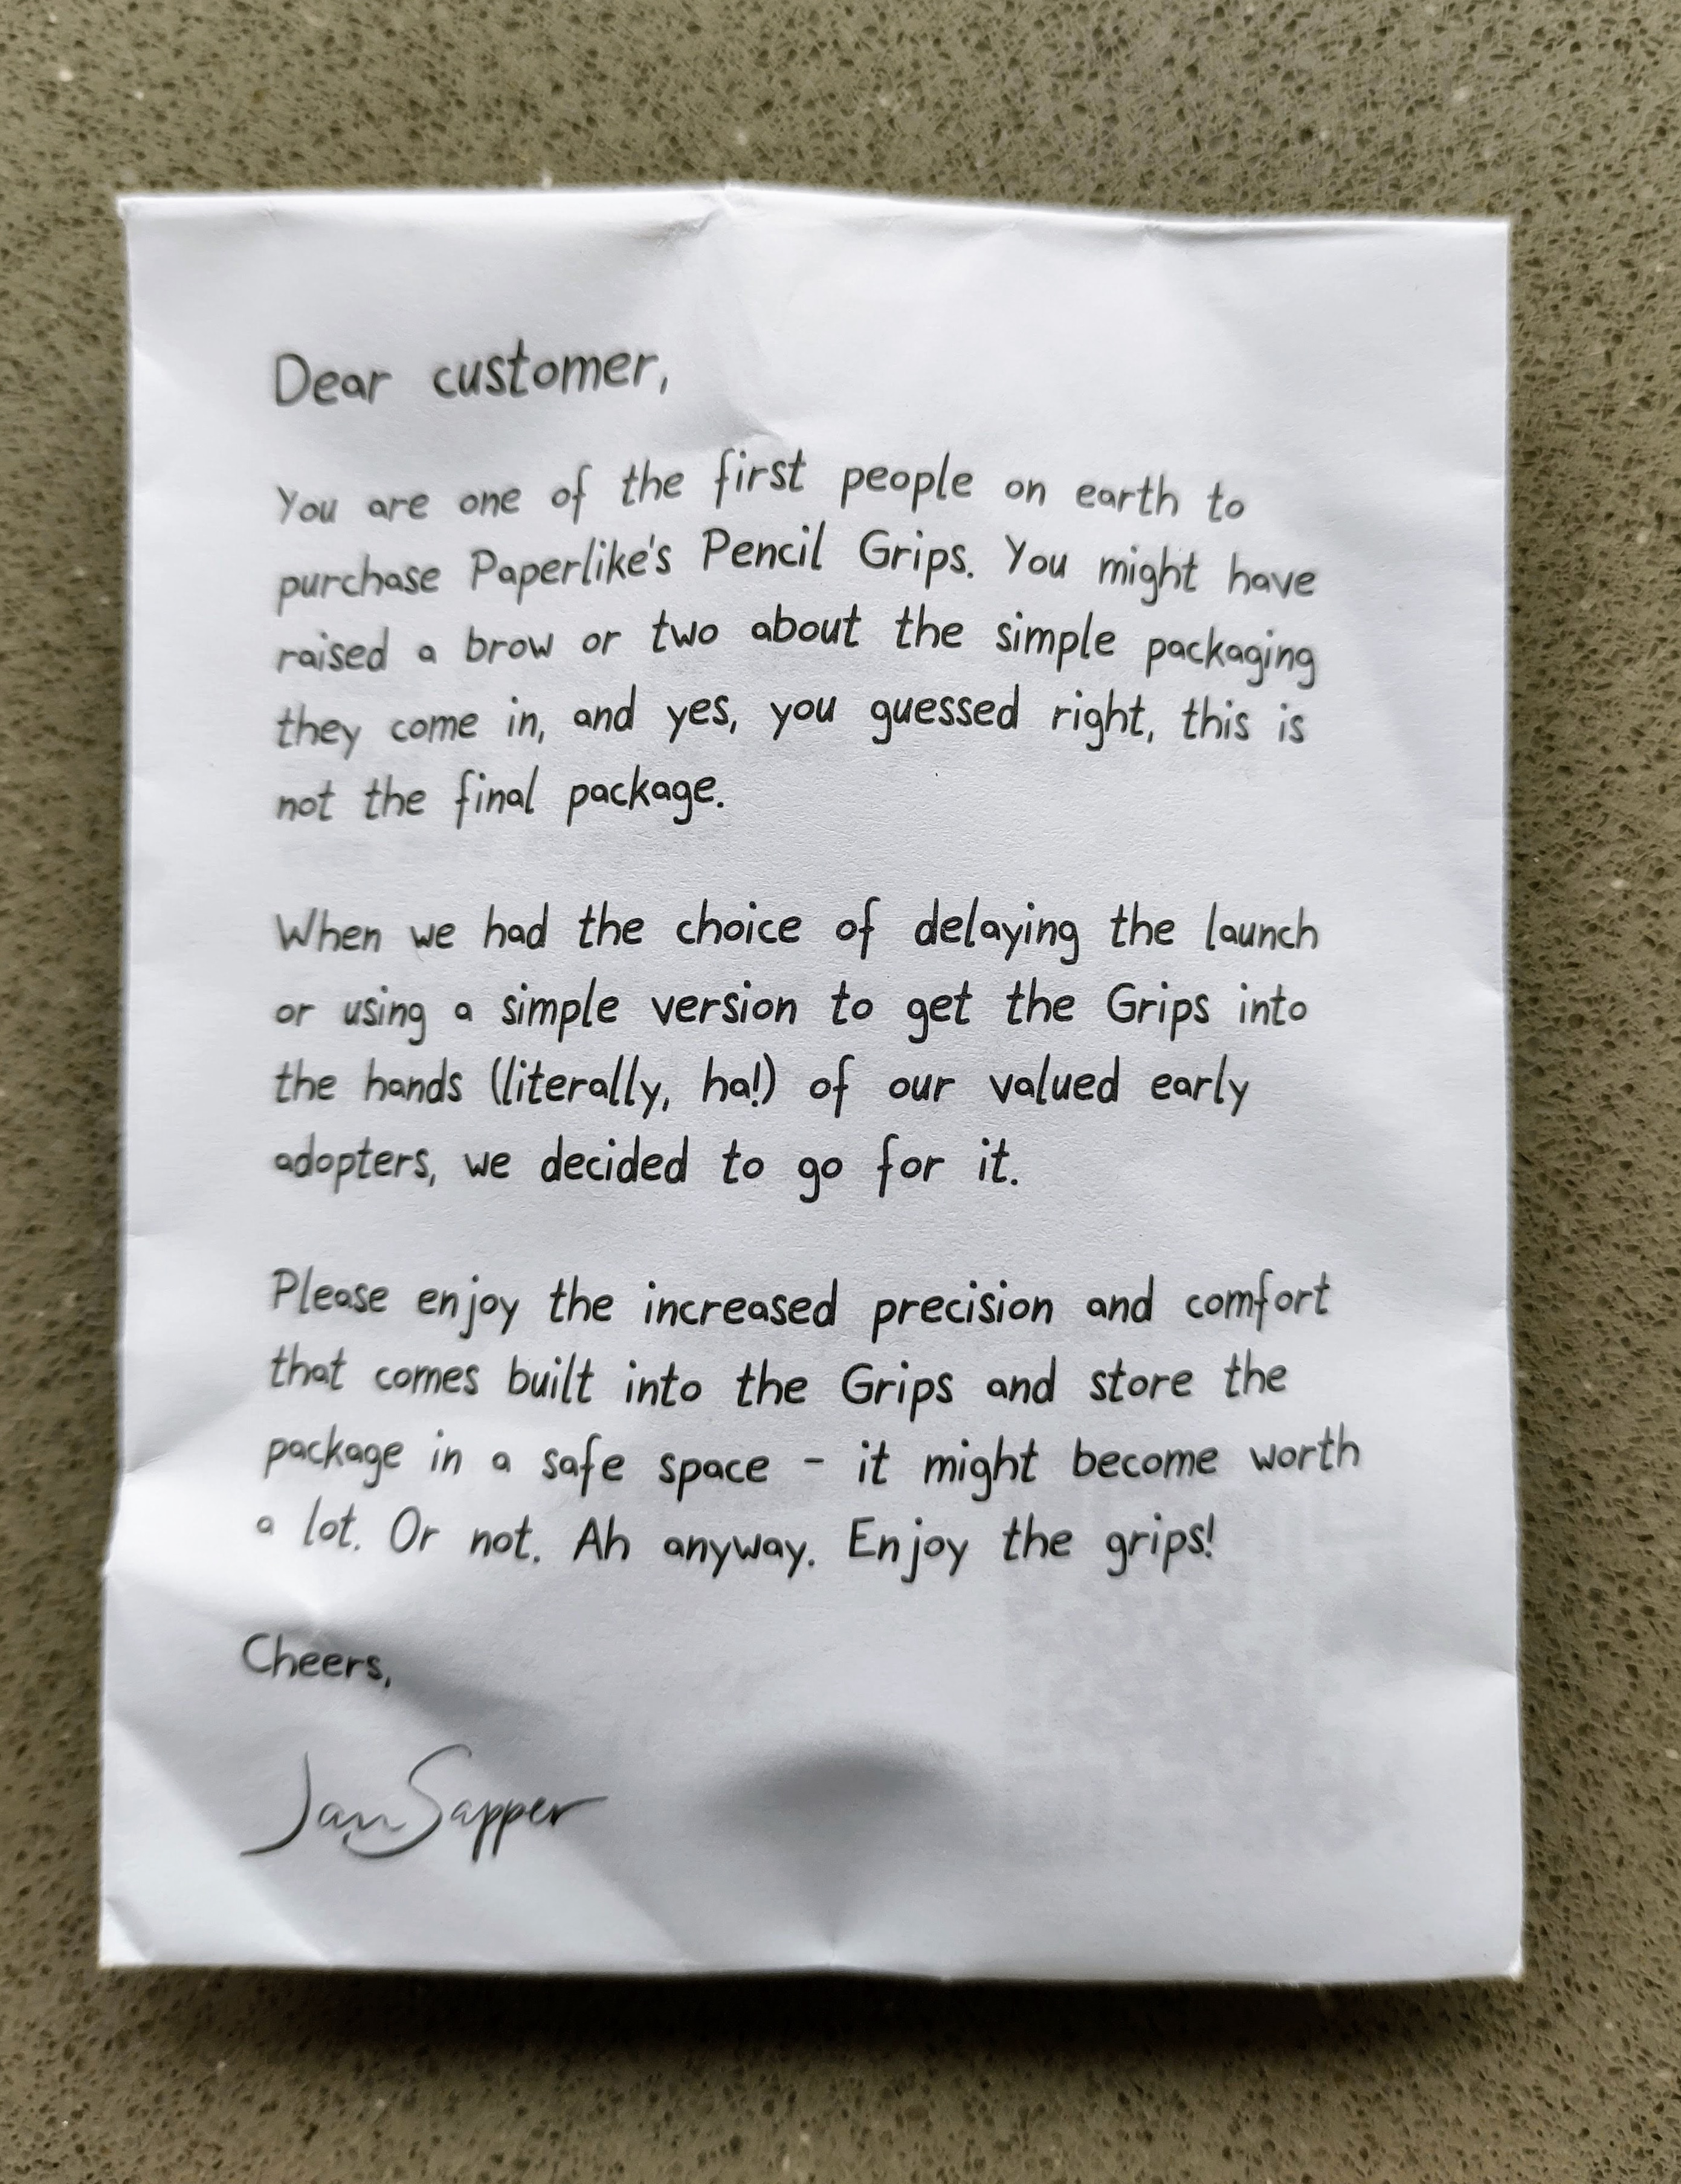 Dear customer,
You are one of the first people on earth to
purchase Paperlike's Pencil Grips. You might have
raised a brow or two about the simple packaging
they come in, and yes, you guessed right, this is
not the final package.
When we had the choice of delaying the launch
or using a simple version to get the Grips into
the hands (literally, ha!) of our valued early
adopters, we decided to go for it.
Please enjoy the increased precision and comfort
that comes built into the Grips and store the
package in a safe space - it might become worth
a lot. Or not. Ah anyway. Enjoy the grips!
Cheers,
Jan Sapper